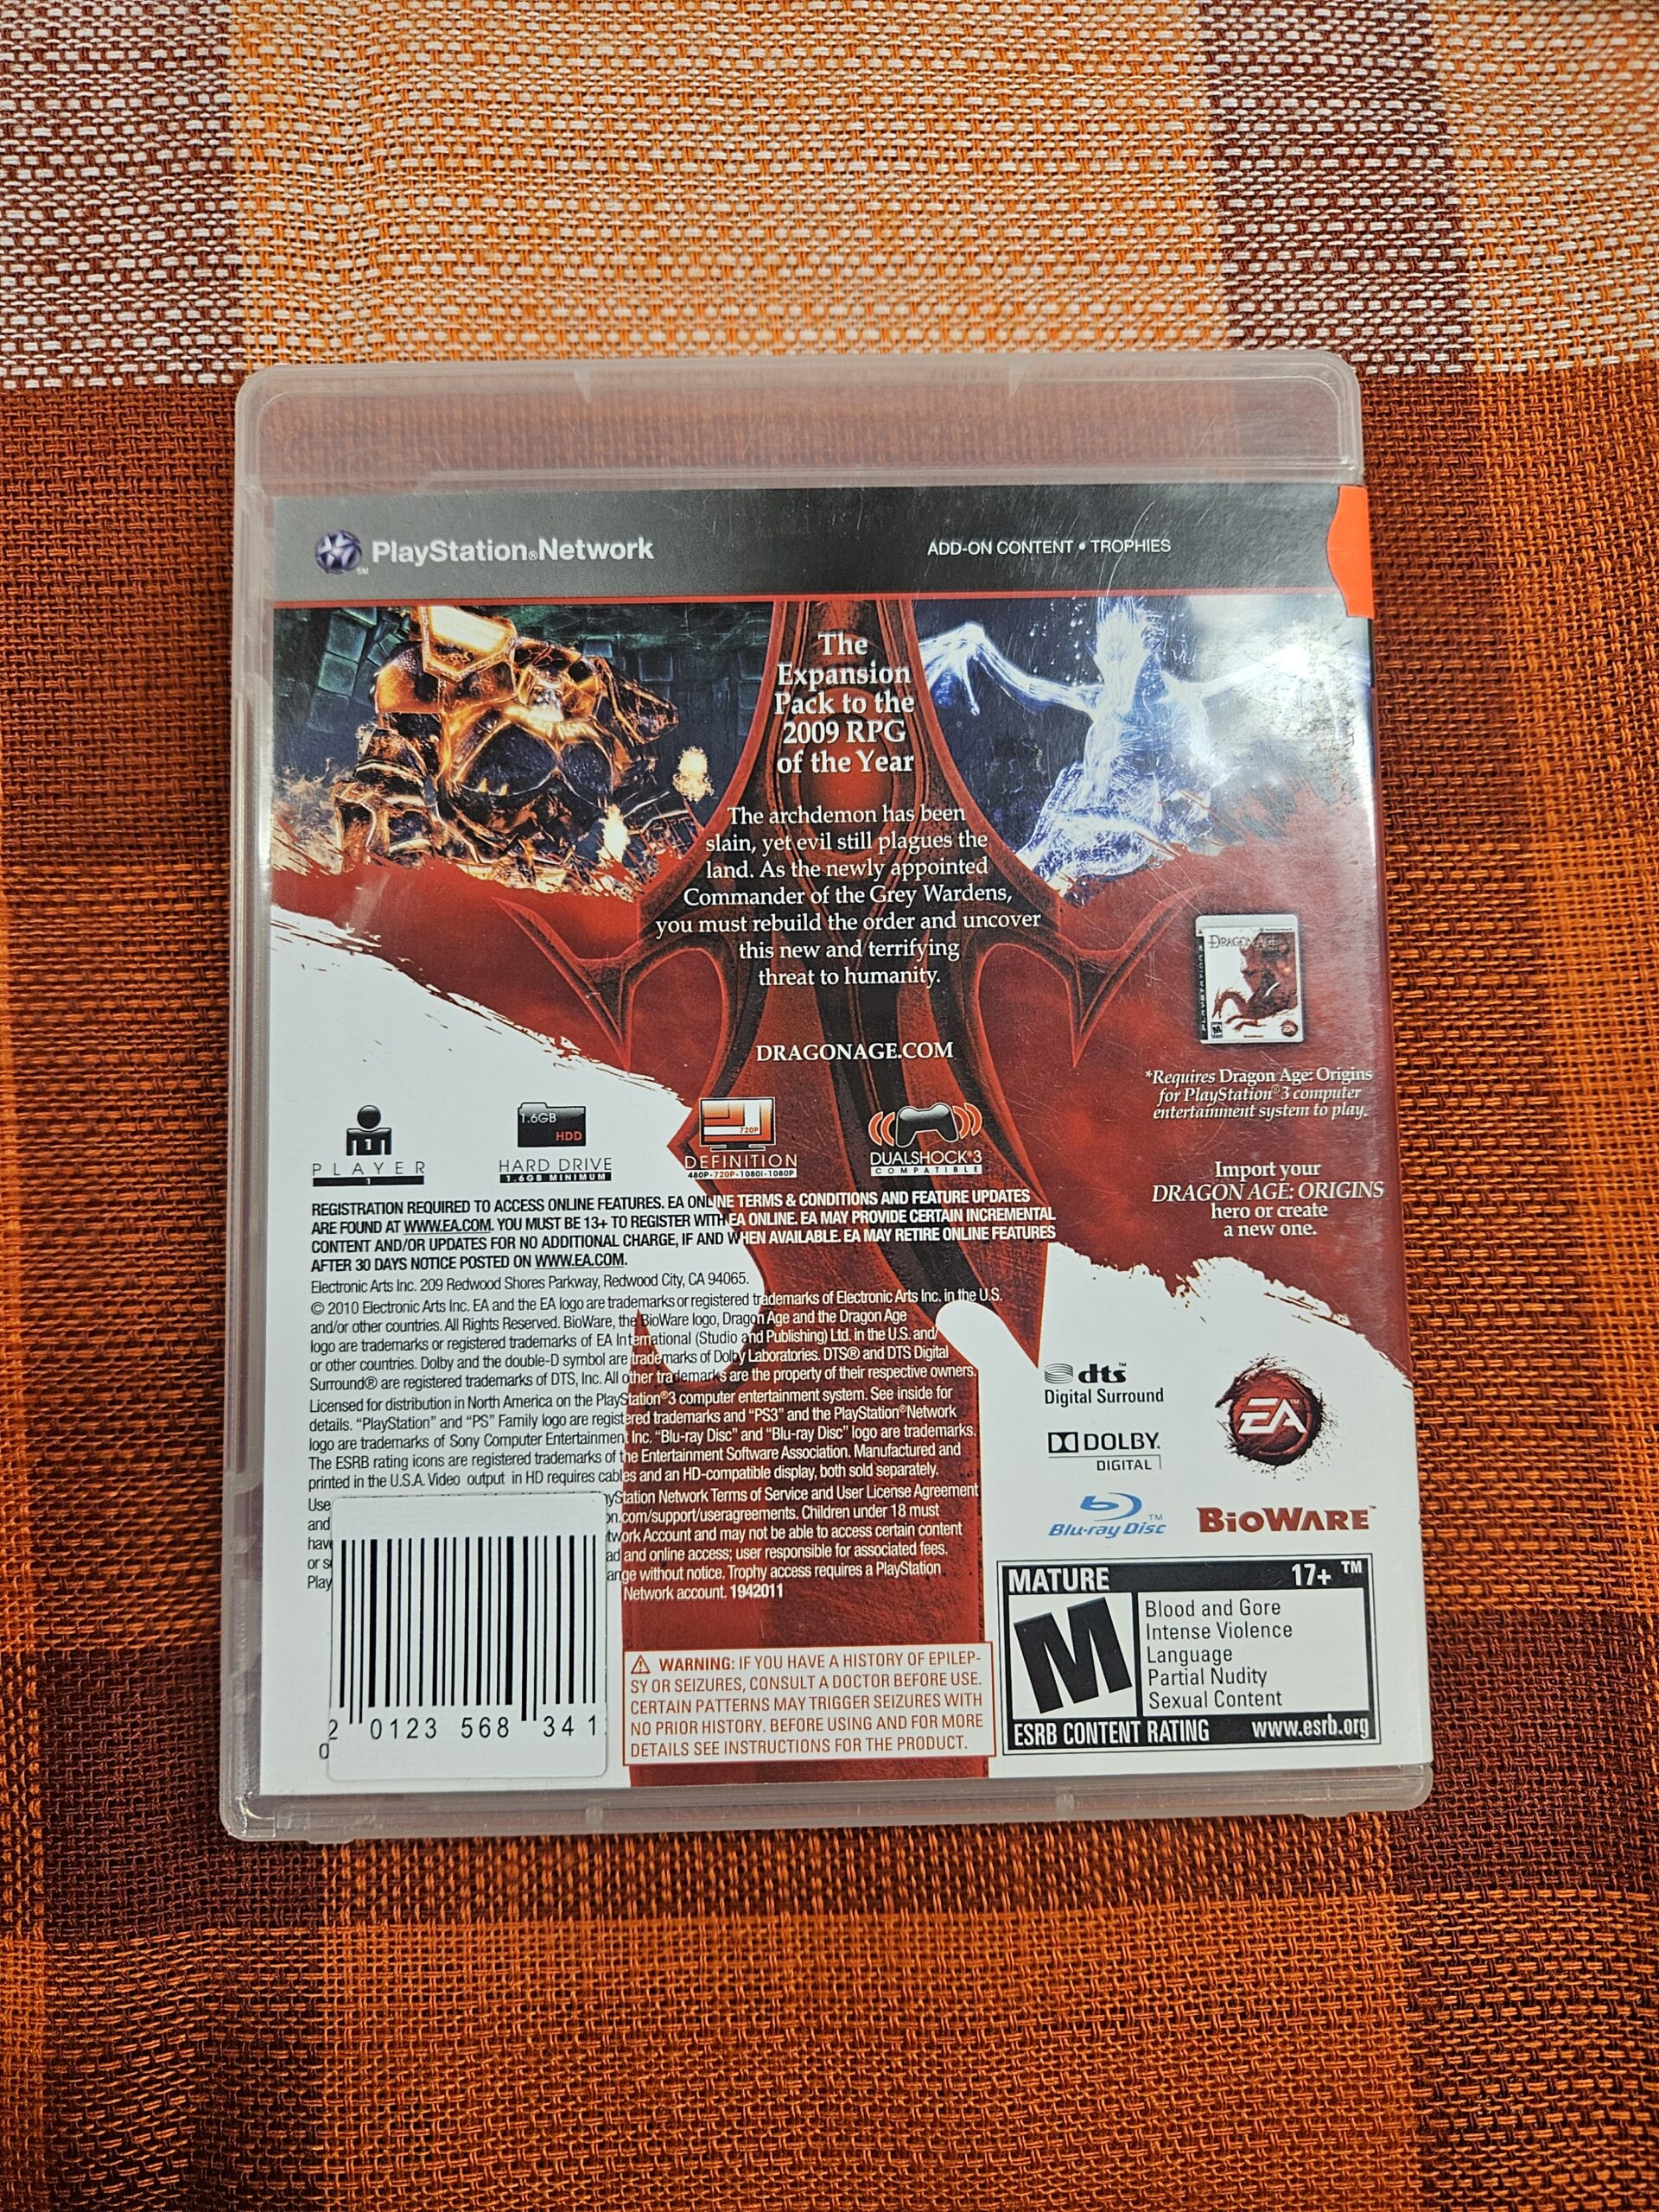 PlayStation®Network
SM
ADD-ON CONTENT • TROPHIES
The
Expansion
Pack to the
2009 RPG
of the Year
The archdemon has been
slain, yet evil still plagues the
land. As the newly appointed
Commander of the Grey Wardens,
you must rebuild the order and uncover
this new and terrifying
threat to humanity.
DRAGONAGE.COM
DRAGON AGE
*Requires Dragon Age: Origins
for PlayStation®3 computer
entertainment system to play.
Import your
DRAGON AGE: ORIGINS
hero or create
a new one.
1
PLAYER
1
1.6GB
HDD
HARD DRIVE
1.6GB MINIMUM
720P
DEFINITION
480P·720P·1080i·1080P
DUALSHOCK®3
COMPATIBLE
REGISTRATION REQUIRED TO ACCESS ONLINE FEATURES. EA ONLINE TERMS & CONDITIONS AND FEATURE UPDATES
ARE FOUND AT WWW.EA.COM. YOU MUST BE 13+ TO REGISTER WITH EA ONLINE. EA MAY PROVIDE CERTAIN INCREMENTAL
CONTENT AND/OR UPDATES FOR NO ADDITIONAL CHARGE, IF AND WHEN AVAILABLE. EA MAY RETIRE ONLINE FEATURES
AFTER 30 DAYS NOTICE POSTED ON WWW.EA.COM.
Electronic Arts Inc. 209 Redwood Shores Parkway, Redwood City, CA 94065.
© 2010 Electronic Arts Inc. EA and the EA logo are trademarks or registered trademarks of Electronic Arts Inc. in the U.S.
and/or other countries. All Rights Reserved. BioWare, the BioWare logo, Dragon Age and the Dragon Age
logo are trademarks or registered trademarks of EA International (Studio and Publishing) Ltd. in the U.S. and/
or other countries. Dolby and the double-D symbol are trademarks of Dolby Laboratories. DTS® and DTS Digital
Surround® are registered trademarks of DTS, Inc. All other trademarks are the property of their respective owners.
Licensed for distribution in North America on the PlayStation®3 computer entertainment system. See inside for
details. “PlayStation” and “PS” Family logo are registered trademarks and “PS3” and the PlayStation®Network
logo are trademarks of Sony Computer Entertainment Inc. “Blu-ray Disc” and “Blu-ray Disc” logo are trademarks.
The ESRB rating icons are registered trademarks of the Entertainment Software Association. Manufactured and
printed in the U.S.A. Video output in HD requires cables and an HD-compatible display, both sold separately.
Use yStation Network Terms of Service and User License Agreement
and n.com/support/useragreements. Children under 18 must
have twork Account and may not be able to access certain content
or s ad and online access; user responsible for associated fees.
Play ange without notice. Trophy access requires a PlayStation
Network account. 1942011
dts™
Digital Surround
DOLBY.
DIGITAL
EA
Blu-ray Disc™
BIOWARE™
2 0123 568 34 1
0
WARNING: IF YOU HAVE A HISTORY OF EPILEP-
SY OR SEIZURES, CONSULT A DOCTOR BEFORE USE.
CERTAIN PATTERNS MAY TRIGGER SEIZURES WITH
NO PRIOR HISTORY. BEFORE USING AND FOR MORE
DETAILS SEE INSTRUCTIONS FOR THE PRODUCT.
MATURE 17+ ™
M
Blood and Gore
Intense Violence
Language
Partial Nudity
Sexual Content
ESRB CONTENT RATING www.esrb.org